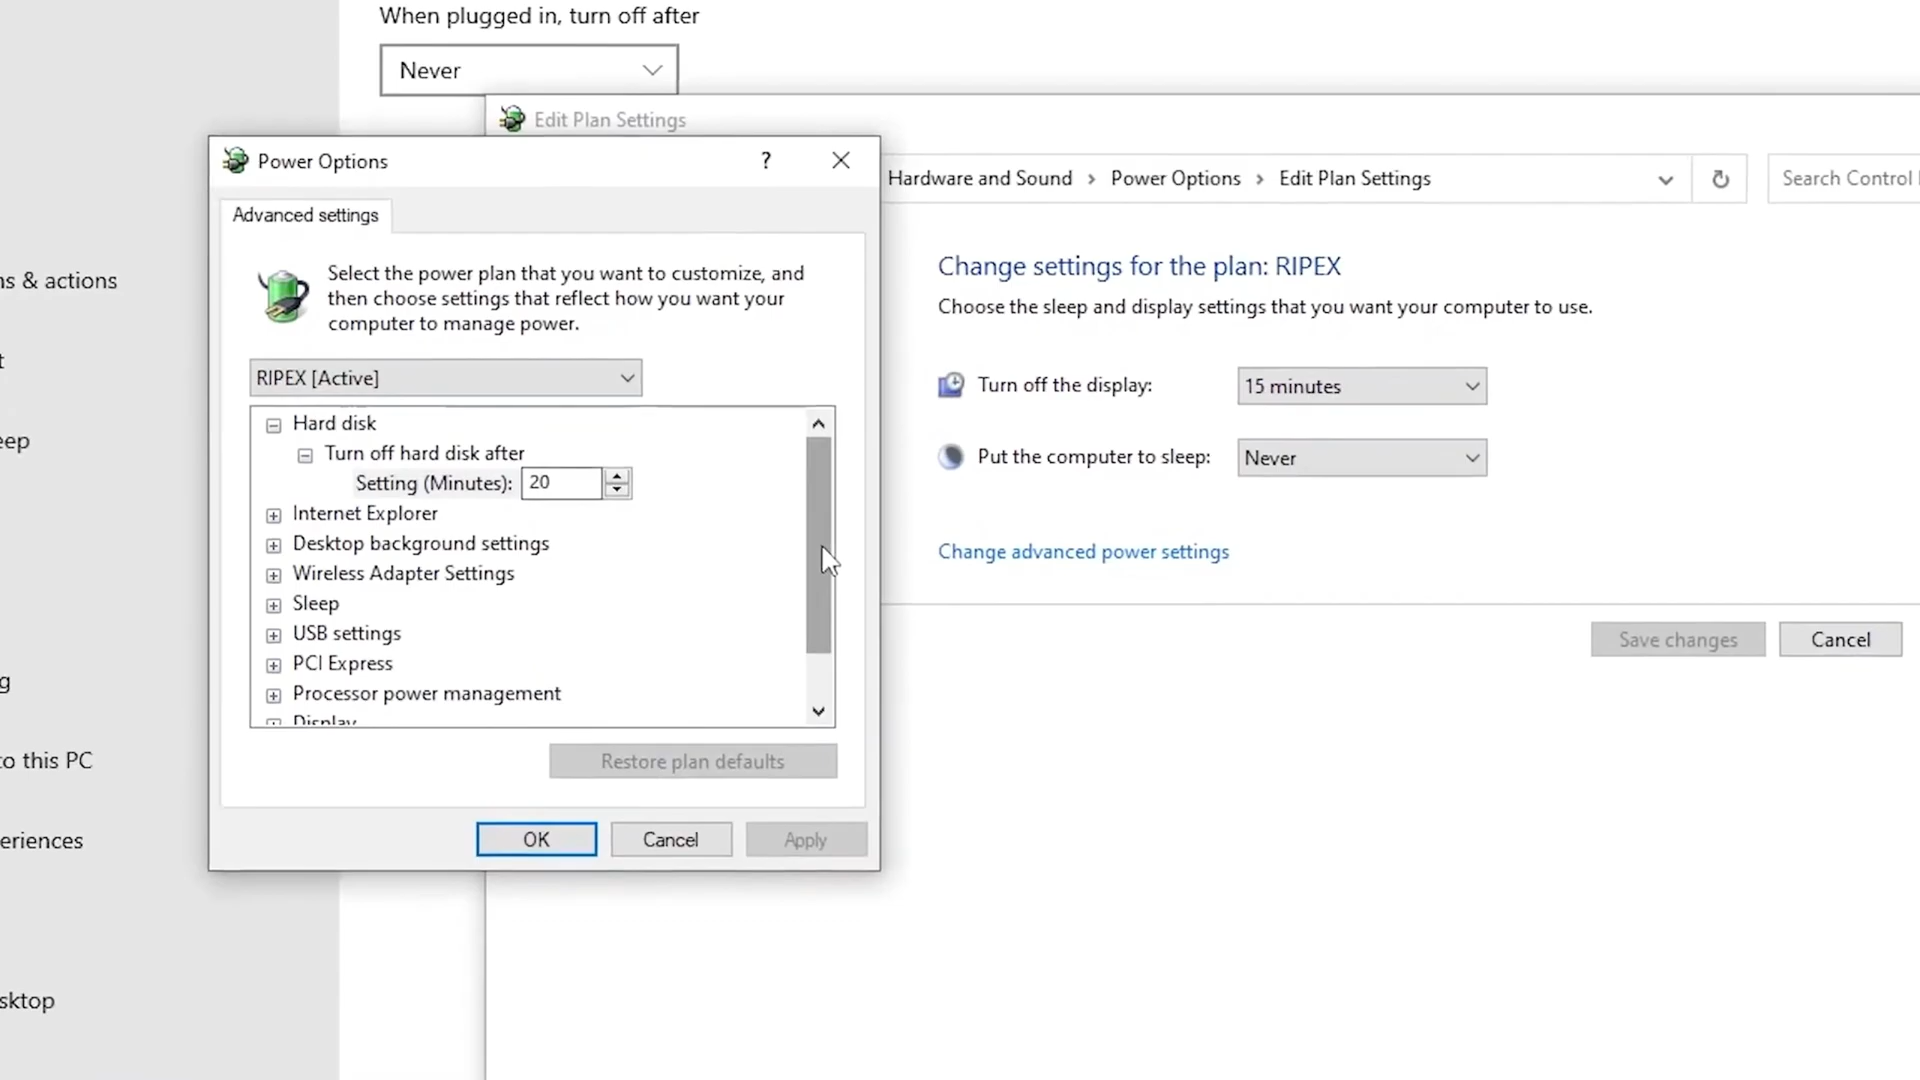 When plugged in, turn off after
Never
Edit Plan Settings
Power Options
?
Hardware and Sound › Power Options › Edit Plan Settings
Search Control
Advanced settings
Select the power plan that you want to customize, and
then choose settings that reflect how you want your
computer to manage power.
RIPEX [Active]
Hard disk
Turn off hard disk after
Setting (Minutes): 20
Internet Explorer
Desktop background settings
Wireless Adapter Settings
Sleep
USB settings
PCI Express
Processor power management
Display
Restore plan defaults
OK
Cancel
Apply
Change settings for the plan: RIPEX
Choose the sleep and display settings that you want your computer to use.
Turn off the display: 15 minutes
Put the computer to sleep: Never
Change advanced power settings
Save changes
Cancel
ns & actions
t
eep
g
to this PC
eriences
sktop